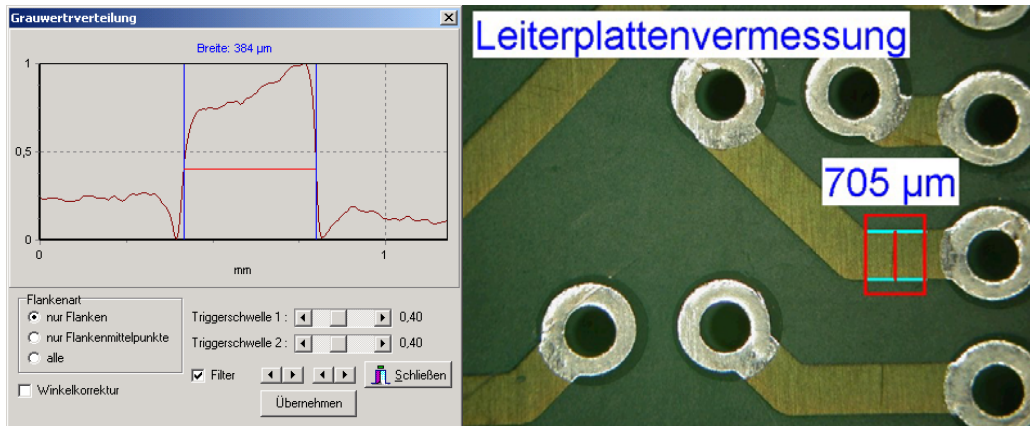 Grauwertrverteilung
Breite: 384 µm
1
0,5
0
0
1
mm
Flankenart
nur Flanken
nur Flankenmittelpunkte
alle
Winkelkorrektur
Triggerschwelle 1 : 0,40
Triggerschwelle 2 : 0,40
Filter
Schließen
Übernehmen
Leiterplattenvermessung
705 µm